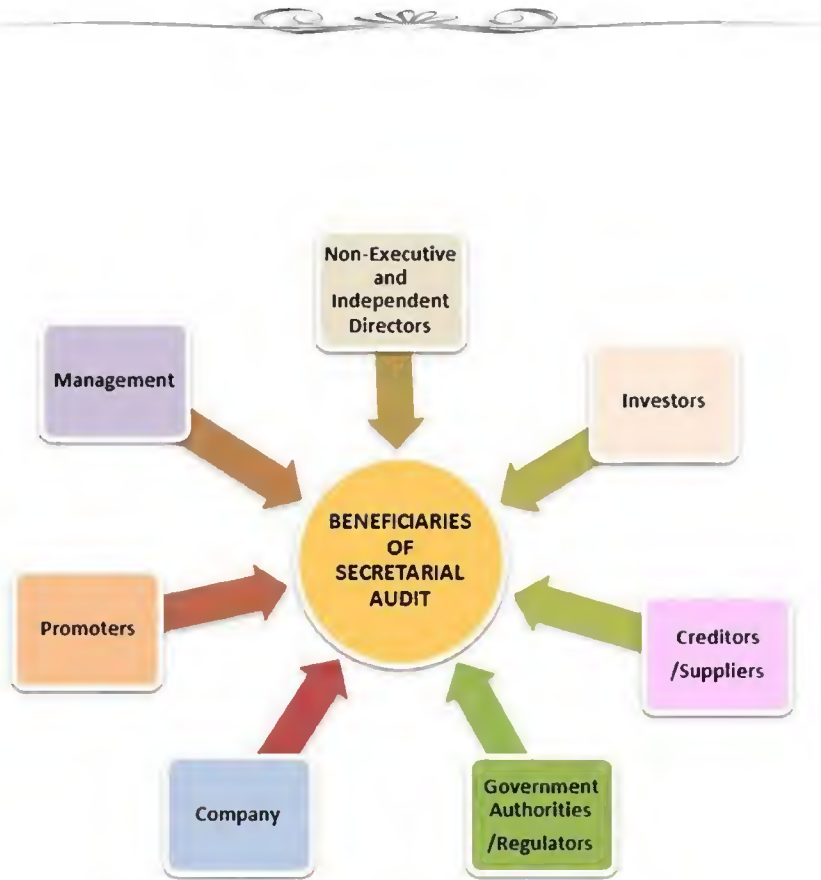 Non-Executive
and
Independent
Directors
Management
Investors
BENEFICIARIES
OF
SECRETARIAL
AUDIT
Promoters
Creditors
/Suppliers
Company
Government
Authorities
/Regulators